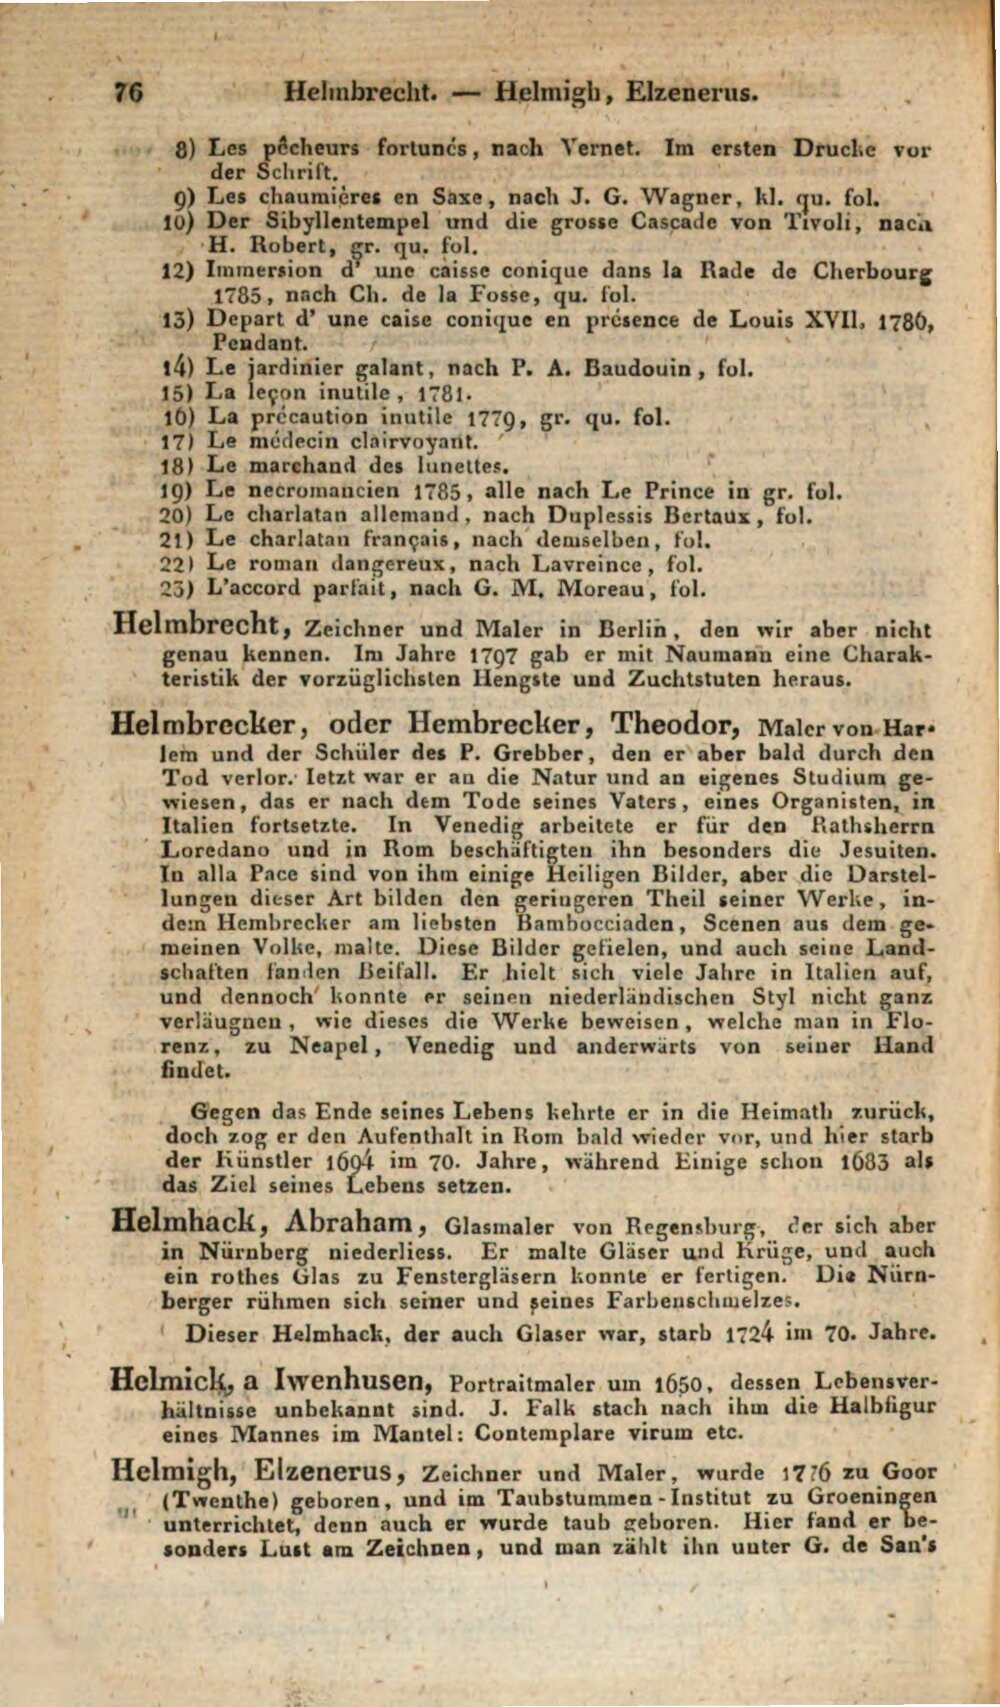 76 Helmbrecht. — Helmigh, Elzenerus.
8) Les pêcheurs fortunés, nach Vernet. Im ersten Drucke vor
der Schrift.
9) Les chaumières en Saxe, nach J. G. Wagner, kl. qu. fol.
10) Der Sibyllentempel und die grosse Cascade von Tivoli, nach
H. Robert, gr. qu. fol.
12) Immersion d' une caisse conique dans la Rade de Cherbourg
1785, nach Ch. de la Fosse, qu. fol.
13) Depart d' une caise conique en présence de Louis XVII. 1786,
Pendant.
14) Le jardinier galant, nach P. A. Baudouin, fol.
15) La leçon inutile, 1781.
16) La précaution inutile 1779, gr. qu. fol.
17) Le médecin clairvoyant.
18) Le marchand des lunettes.
19) Le necromancien 1785, alle nach Le Prince in gr. fol.
20) Le charlatan allemand, nach Duplessis Bertaux, fol.
21) Le charlatan français, nach demselben, fol.
22) Le roman dangereux, nach Lavreince, fol.
23) L'accord parfait, nach G. M. Moreau, fol.
Helmbrecht, Zeichner und Maler in Berlin, den wir aber nicht
genau kennen. Im Jahre 1797 gab er mit Naumann eine Charak-
teristik der vorzüglichsten Hengste und Zuchtstuten heraus.
Helmbrecker, oder Hembrecker, Theodor, Maler von Har-
lem und der Schüler des P. Grebber, den er aber bald durch den
Tod verlor. Ietzt war er an die Natur und an eigenes Studium ge-
wiesen, das er nach dem Tode seines Vaters, eines Organisten, in
Italien fortsetzte. In Venedig arbeitete er für den Rathsherrn
Loredano und in Rom beschäftigten ihn besonders die Jesuiten.
In alla Pace sind von ihm einige Heiligen Bilder, aber die Darstel-
lungen dieser Art bilden den geringeren Theil seiner Werke, in-
dem Hembrecker am liebsten Bambocciaden, Scenen aus dem ge-
meinen Volke, malte. Diese Bilder gefielen, und auch seine Land-
schaften fanden Beifall. Er hielt sich viele Jahre in Italien auf,
und dennoch konnte er seinen niederländischen Styl nicht ganz
verläugnen, wie dieses die Werke beweisen, welche man in Flo-
renz, zu Neapel, Venedig und anderwärts von seiner Hand
findet.
Gegen das Ende seines Lebens kehrte er in die Heimath zurück,
doch zog er den Aufenthalt in Rom bald wieder vor, und hier starb
der Künstler 1694 im 70. Jahre, während Einige schon 1683 als
das Ziel seines Lebens setzen.
Helmhack, Abraham, Glasmaler von Regensburg, der sich aber
in Nürnberg niederliess. Er malte Gläser und Krüge, und auch
ein rothes Glas zu Fenstergläsern konnte er fertigen. Die Nürn-
berger rühmen sich seiner und seines Farbenschmelzes.
Dieser Helmhack, der auch Glaser war, starb 1724 im 70. Jahre.
Helmick, a Iwenhusen, Portraitmaler um 1650, dessen Lebensver-
hältnisse unbekannt sind. J. Falk stach nach ihm die Halbfigur
eines Mannes im Mantel: Contemplare virum etc.
Helmigh, Elzenerus, Zeichner und Maler, wurde 1776 zu Goor
(Twenthe) geboren, und im Taubstummen-Institut zu Groeningen
unterrichtet, denn auch er wurde taub geboren. Hier fand er be-
sonders Lust am Zeichnen, und man zählt ihn unter G. de San's